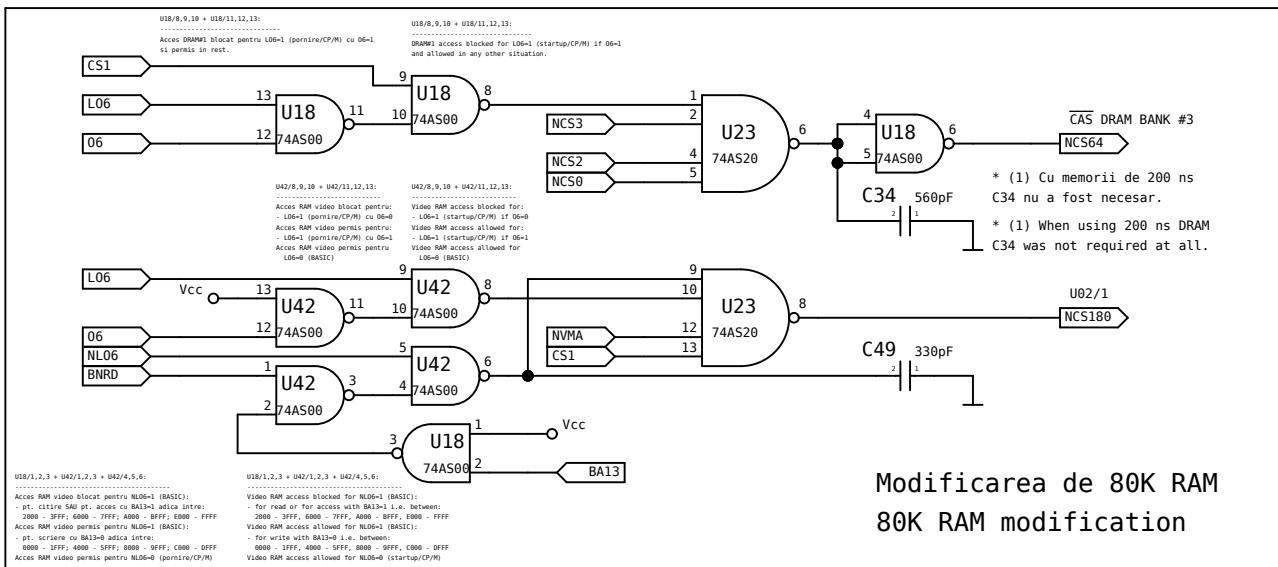 U18/8,9,10 + U18/11,12,13:
-----------------------------
Acces DRAM#1 blocat pentru LO6=1 (pornire/CP/M) cu O6=1
si permis in rest.
U18/8,9,10 + U18/11,12,13:
-----------------------------
DRAM#1 access blocked for LO6=1 (startup/CP/M) if O6=1
and allowed in any other situation.
CS1
LO6
O6
13
12
U18
74AS00
11
9
10
U18
74AS00
8
NCS3
NCS2
NCS0
1
2
4
5
U23
74AS20
6
4
5
U18
74AS00
6
CAS DRAM BANK #3
NCS64
C34
560pF
2
1
* (1) Cu memorii de 200 ns
C34 nu a fost necesar.
* (1) When using 200 ns DRAM
C34 was not required at all.
U42/8,9,10 + U42/11,12,13:
--------------------------
Acces RAM video blocat pentru:
- LO6=1 (pornire/CP/M) cu O6=0
Acces RAM video permis pentru:
- LO6=1 (pornire/CP/M) cu O6=1
Acces RAM video permis pentru
LO6=0 (BASIC)
U42/8,9,10 + U42/11,12,13:
--------------------------
Video RAM access blocked for:
- LO6=1 (startup/CP/M) if O6=0
Video RAM access allowed for:
- LO6=1 (startup/CP/M) if O6=1
Video RAM access allowed for
LO6=0 (BASIC)
LO6
Vcc
O6
NLO6
BNRD
13
12
U42
74AS00
11
9
10
U42
74AS00
8
1
2
U42
74AS00
3
5
4
U42
74AS00
6
NVMA
CS1
9
10
12
13
U23
74AS20
8
U02/1
NCS180
C49
330pF
2
1
3
U18
74AS00
1
2
Vcc
BA13
U18/1,2,3 + U42/1,2,3 + U42/4,5,6:
--------------------------------------
Acces RAM video blocat pentru NLO6=1 (BASIC):
- pt. citire SAU pt. acces cu BA13=1 adica intre:
2000 - 3FFF; 6000 - 7FFF; A000 - BFFF; E000 - FFFF
Acces RAM video permis pentru NLO6=1 (BASIC):
- pt. scriere cu BA13=0 adica intre:
0000 - 1FFF; 4000 - 5FFF; 8000 - 9FFF; C000 - DFFF
Acces RAM video permis pentru NLO6=0 (pornire/CP/M)
U18/1,2,3 + U42/1,2,3 + U42/4,5,6:
--------------------------------------
Video RAM access blocked for NLO6=1 (BASIC):
- for read or for access with BA13=1 i.e. between:
2000 - 3FFF, 6000 - 7FFF, A000 - BFFF, E000 - FFFF
Video RAM access allowed for NLO6=1 (BASIC):
- for write with BA13=0 i.e. between:
0000 - 1FFF, 4000 - 5FFF, 8000 - 9FFF, C000 - DFFF
Video RAM access allowed for NLO6=0 (startup/CP/M)
Modificarea de 80K RAM
80K RAM modification